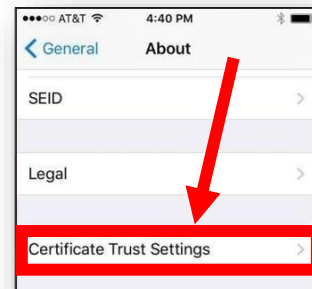 AT&T 4:40 PM
General About
SEID
Legal
Certificate Trust Settings